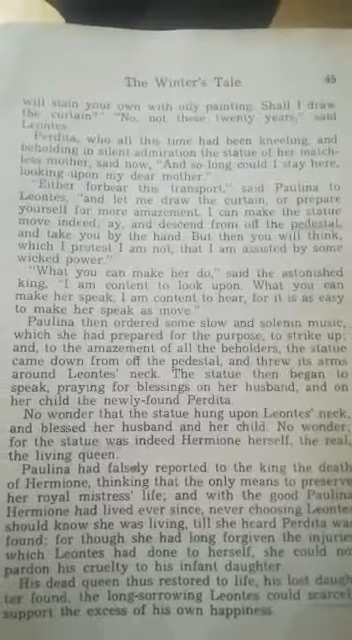 The Winter's Tale 45
will stain your own with oily painting. Shall I draw
the curtain?" "No, not these twenty years," said
Leontes.
Perdita, who all this time had been kneeling, and
beholding in silent admiration the statue of her match-
less mother, said now, "And so long could I stay here,
looking upon my dear mother."
"Either forbear this transport," said Paulina to
Leontes, "and let me draw the curtain, or prepare
yourself for more amazement. I can make the statue
move indeed; ay, and descend from off the pedestal,
and take you by the hand. But then you will think,
which I protest I am not, that I am assisted by some
wicked power."
"What you can make her do," said the astonished
king, "I am content to look upon. What you can
make her speak, I am content to hear, for it is as easy
to make her speak as move."
Paulina then ordered some slow and solemn music,
which she had prepared for the purpose, to strike up;
and, to the amazement of all the beholders, the statue
came down from off the pedestal, and threw its arms
around Leontes' neck. The statue then began to
speak, praying for blessings on her husband, and on
her child the newly-found Perdita.
No wonder that the statue hung upon Leontes' neck,
and blessed her husband and her child. No wonder;
for the statue was indeed Hermione herself, the real,
the living queen.
Paulina had falsely reported to the king the death
of Hermione, thinking that the only means to preserve
her royal mistress' life; and with the good Paulina
Hermione had lived ever since, never choosing Leontes
should know she was living, till she heard Perdita was
found; for though she had long forgiven the injuries
which Leontes had done to herself, she could no
pardon his cruelty to his infant daughter.
His dead queen thus restored to life, his lost daugh
ter found, the long-sorrowing Leontes could scarcel
support the excess of his own happiness.